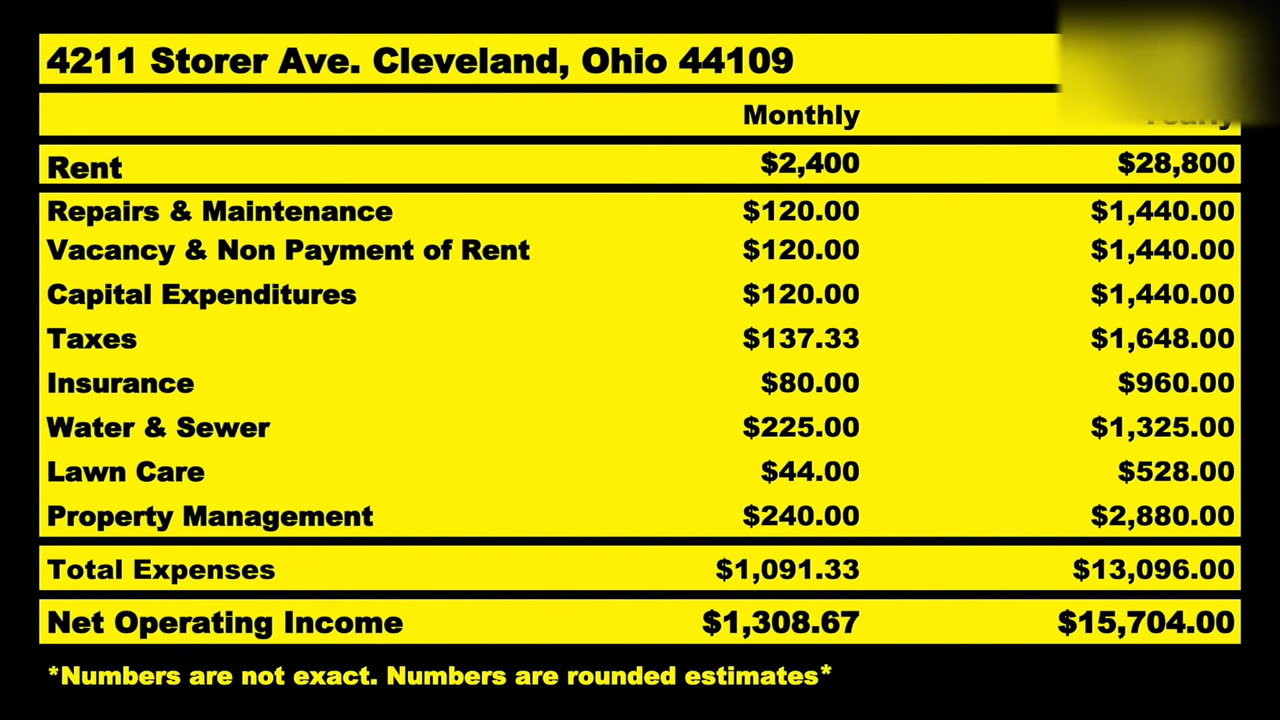 4211 Storer Ave. Cleveland, Ohio 44109
Monthly Yearly
Rent $2,400 $28,800
Repairs & Maintenance $120.00 $1,440.00
Vacancy & Non Payment of Rent $120.00 $1,440.00
Capital Expenditures $120.00 $1,440.00
Taxes $137.33 $1,648.00
Insurance $80.00 $960.00
Water & Sewer $225.00 $1,325.00
Lawn Care $44.00 $528.00
Property Management $240.00 $2,880.00
Total Expenses $1,091.33 $13,096.00
Net Operating Income $1,308.67 $15,704.00
*Numbers are not exact. Numbers are rounded estimates*